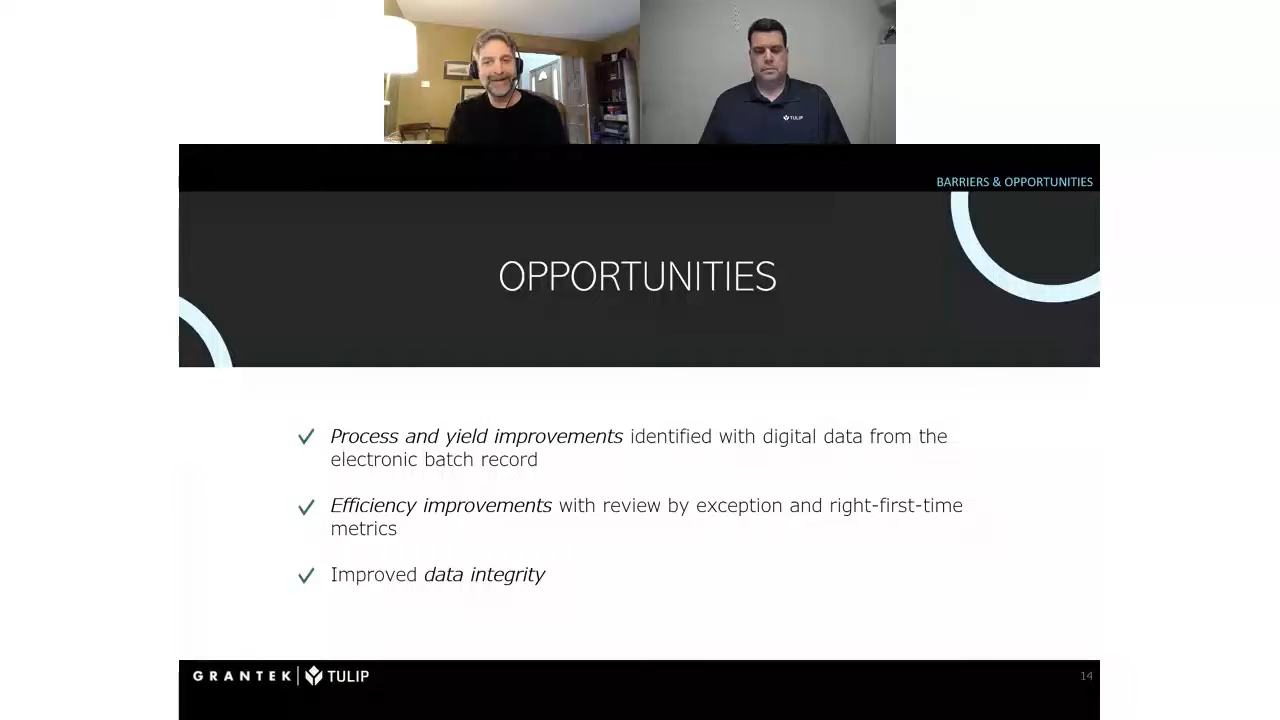 TULIP
BARRIERS & OPPORTUNITIES
OPPORTUNITIES
Process and yield improvements identified with digital data from the
electronic batch record
Efficiency improvements with review by exception and right-first-time
metrics
Improved data integrity
GRANTEK | TULIP
14